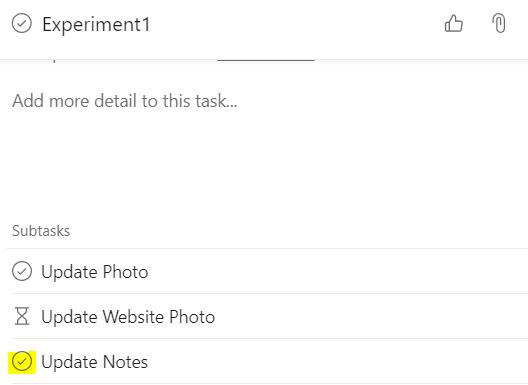 Experiment1
Add more detail to this task...
Subtasks
Update Photo
Update Website Photo
Update Notes